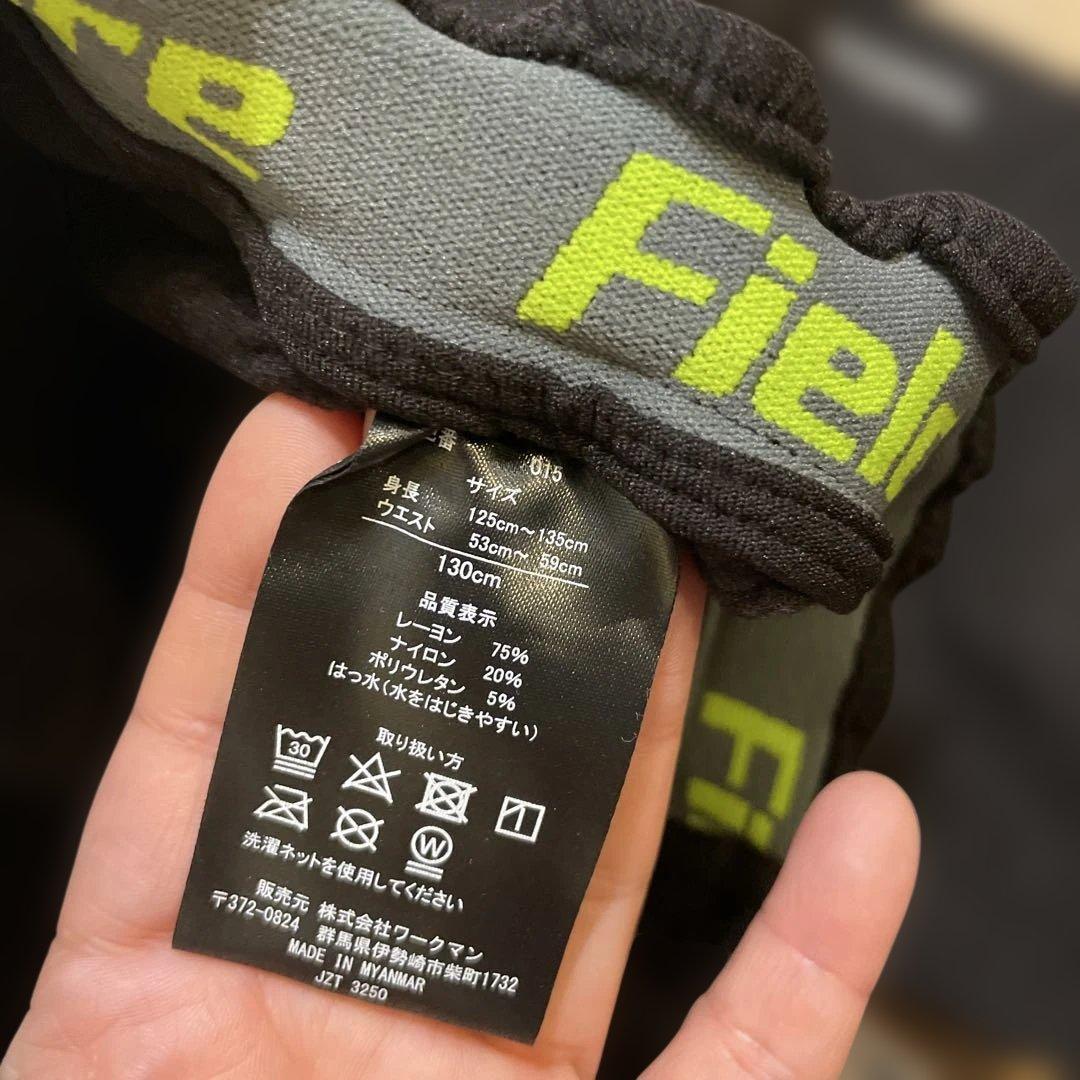 re
Fiel
Fi
015
サイズ
身長 125cm～135cm
ウエスト 53cm～ 59cm
130cm
品質表示
レーヨン 75%
ナイロン 20%
ポリウレタン 5%
はっ水(水をはじきやすい)
取り扱い方
30
W
洗濯ネットを使用してください
販売元 株式会社ワークマン
〒372-0824 群馬県伊勢崎市柴町1732
MADE IN MYANMAR
JZT 3250